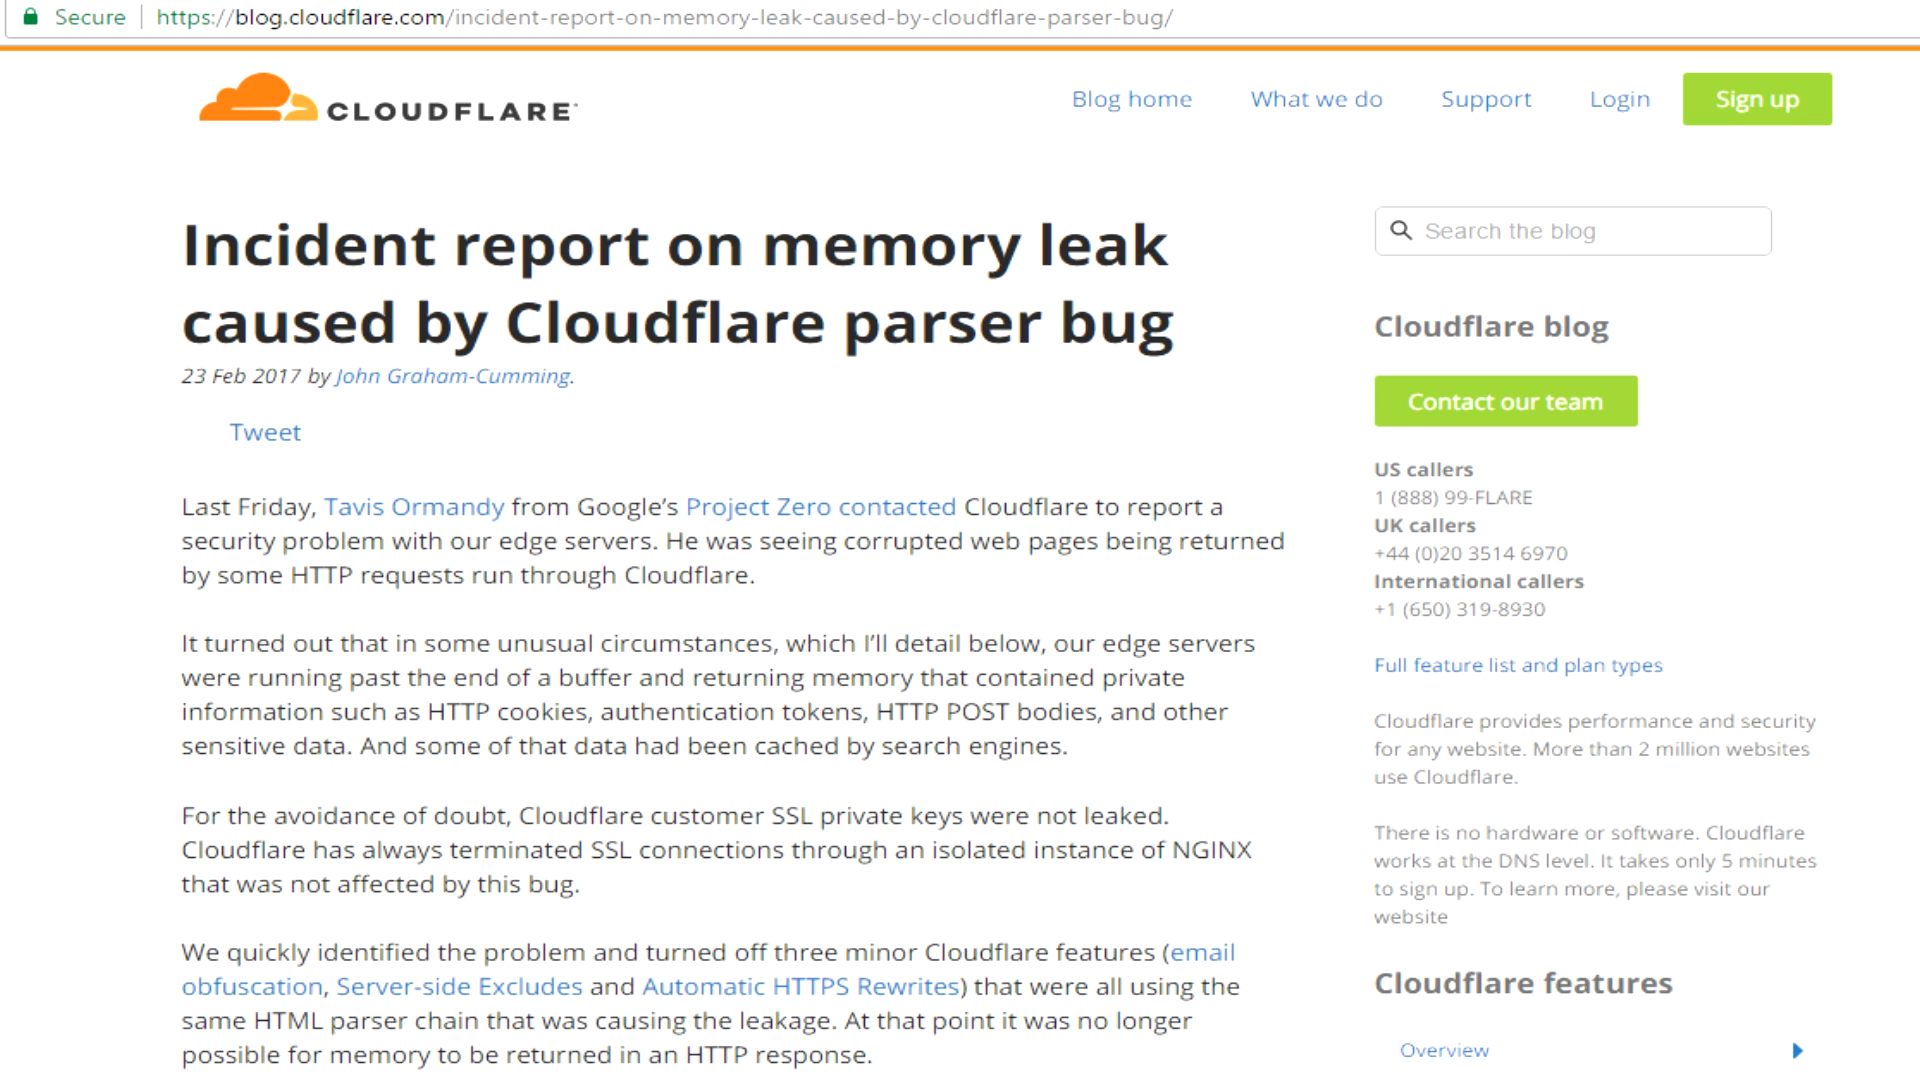 Secure https://blog.cloudflare.com/incident-report-on-memory-leak-caused-by-cloudflare-parser-bug/
CLOUDFLARE
Blog home What we do Support Login Sign up
Incident report on memory leak
caused by Cloudflare parser bug
23 Feb 2017 by John Graham-Cumming.
Tweet
Last Friday, Tavis Ormandy from Google’s Project Zero contacted Cloudflare to report a
security problem with our edge servers. He was seeing corrupted web pages being returned
by some HTTP requests run through Cloudflare.
It turned out that in some unusual circumstances, which I’ll detail below, our edge servers
were running past the end of a buffer and returning memory that contained private
information such as HTTP cookies, authentication tokens, HTTP POST bodies, and other
sensitive data. And some of that data had been cached by search engines.
For the avoidance of doubt, Cloudflare customer SSL private keys were not leaked.
Cloudflare has always terminated SSL connections through an isolated instance of NGINX
that was not affected by this bug.
We quickly identified the problem and turned off three minor Cloudflare features (email
obfuscation, Server-side Excludes and Automatic HTTPS Rewrites) that were all using the
same HTML parser chain that was causing the leakage. At that point it was no longer
possible for memory to be returned in an HTTP response.
Search the blog
Cloudflare blog
Contact our team
US callers
1 (888) 99-FLARE
UK callers
+44 (0)20 3514 6970
International callers
+1 (650) 319-8930
Full feature list and plan types
Cloudflare provides performance and security
for any website. More than 2 million websites
use Cloudflare.
There is no hardware or software. Cloudflare
works at the DNS level. It takes only 5 minutes
to sign up. To learn more, please visit our
website
Cloudflare features
Overview